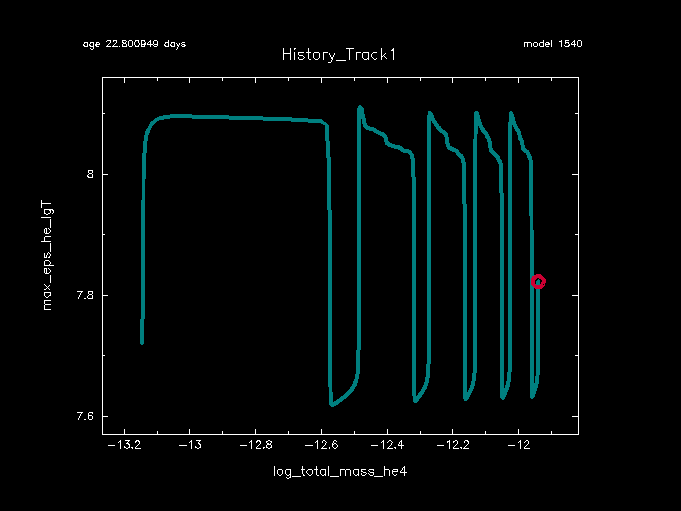 age 22.800949 days
model 1540
History_Track1
8
7.8
7.6
max_eps_he_lgT
-13.2
-13
-12.8
-12.6
-12.4
-12.2
-12
log_total_mass_he4